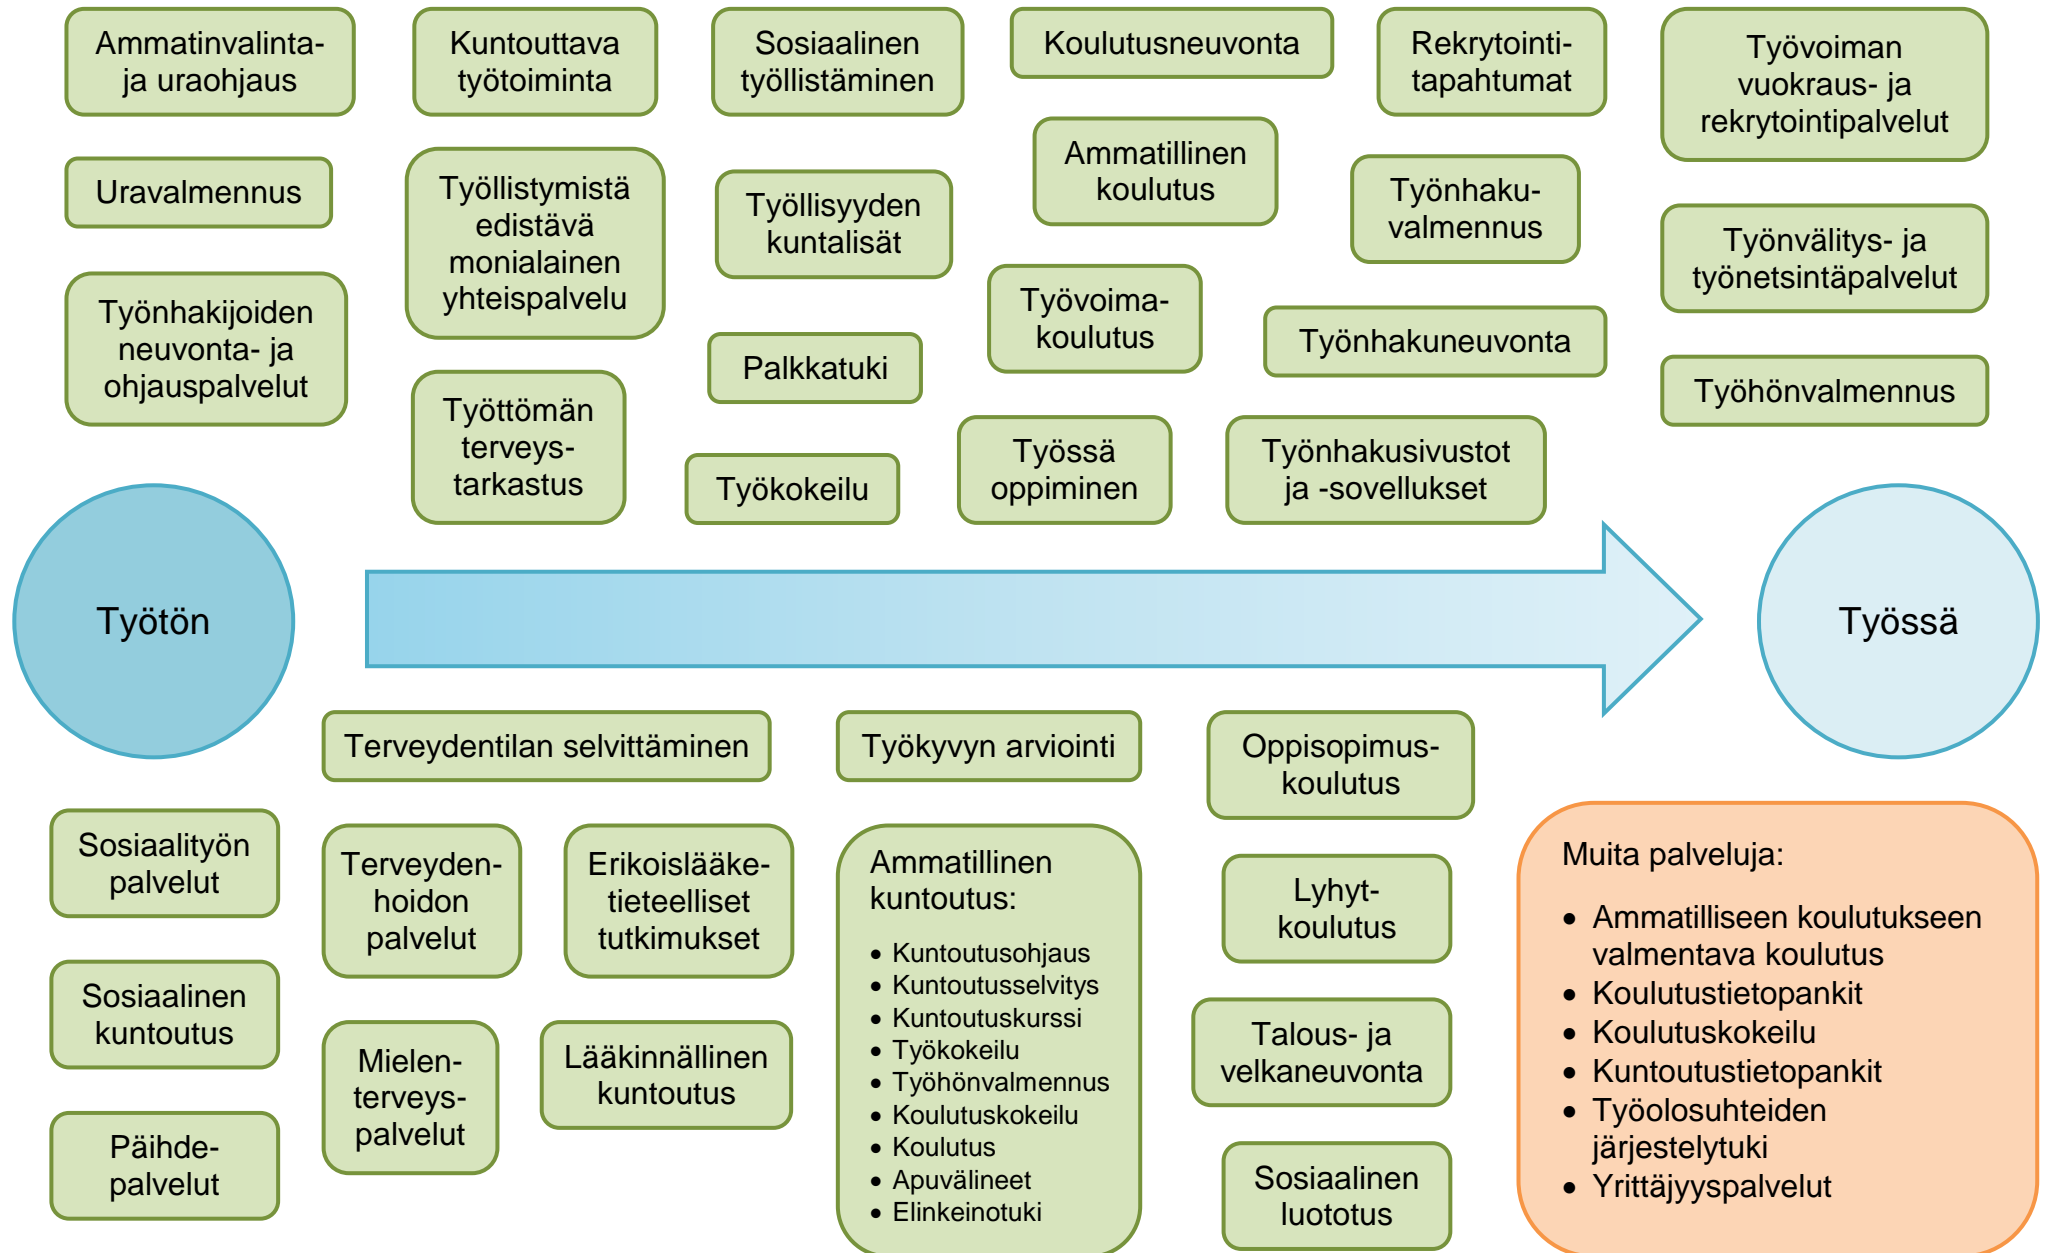 Ammatinvalinta-
ja uraohjaus
Kuntouttava
työtoiminta
Sosiaalinen
työllistäminen
Koulutusneuvonta
Rekrytointi-
tapahtumat
Työvoiman
vuokraus- ja
rekrytointipalvelut
Uravalmennus
Työllistymistä
edistävä
monialainen
yhteispalvelu
Työllisyyden
kuntalisät
Ammatillinen
koulutus
Työnhaku-
valmennus
Työnvälitys- ja
työnetsintäpalvelut
Työnhakijoiden
neuvonta- ja
ohjauspalvelut
Palkkatuki
Työvoima-
koulutus
Työnhakuneuvonta
Työhönvalmennus
Työttömän
terveys-
tarkastus
Työkokeilu
Työssä
oppiminen
Työnhakusivustot
ja -sovellukset
Työtön
Työssä
Terveydentilan selvittäminen
Työkyvyn arviointi
Oppisopimus-
koulutus
Sosiaalityön
palvelut
Terveyden-
hoidon
palvelut
Erikoislääke-
tieteelliset
tutkimukset
Ammatillinen
kuntoutus:
• Kuntoutusohjaus
• Kuntoutusselvitys
• Kuntoutuskurssi
• Työkokeilu
• Työhönvalmennus
• Koulutuskokeilu
• Koulutus
• Apuvälineet
• Elinkeinotuki
Lyhyt-
koulutus
Muita palveluja:
• Ammatilliseen koulutukseen
valmentava koulutus
• Koulutustietopankit
• Koulutuskokeilu
• Kuntoutustietopankit
• Työolosuhteiden
järjestelytuki
• Yrittäjyyspalvelut
Sosiaalinen
kuntoutus
Mielen-
terveys-
palvelut
Lääkinnällinen
kuntoutus
Talous- ja
velkaneuvonta
Päihde-
palvelut
Sosiaalinen
luototus